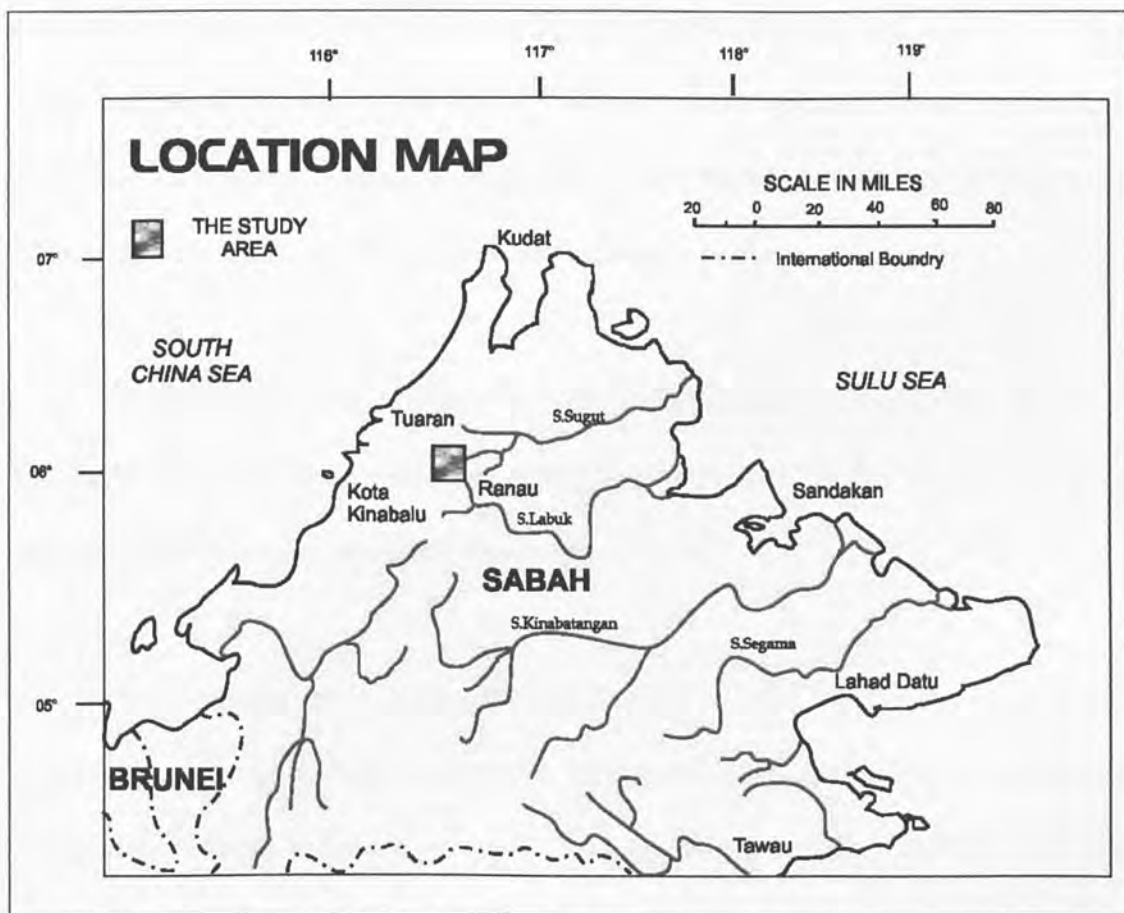 116° 117° 118° 119°
LOCATION MAP
THE STUDY
AREA
SCALE IN MILES
20 0 20 40 60 80
International Boundry
07°
Kudat
SOUTH
CHINA SEA
SULU SEA
Tuaran
S.Sugut
06°
Kota
Kinabalu
Ranau
Sandakan
S.Labuk
SABAH
S.Kinabatangan
S.Segama
Lahad Datu
05°
BRUNEI
Tawau